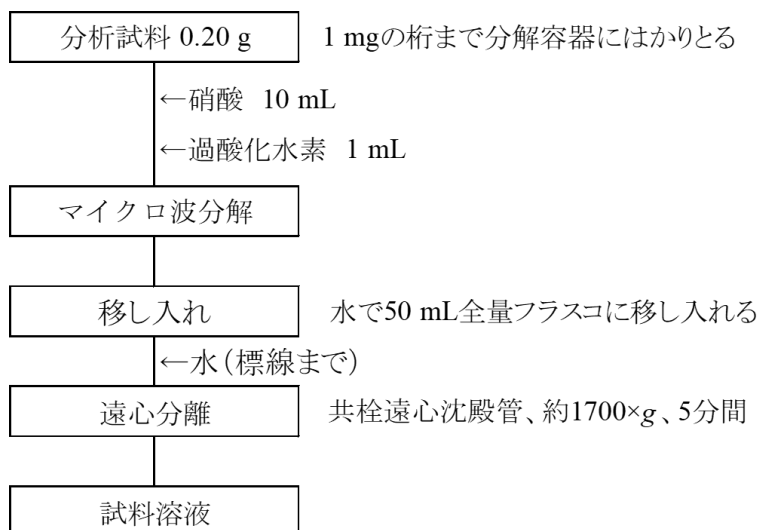 分析試料 0.20 g 1 mgの桁まで分解容器にはかりとる
←硝酸 10 mL
←過酸化水素 1 mL
マイクロ波分解
移し入れ 水で50 mL全量フラスコに移し入れる
←水(標線まで)
遠心分離 共栓遠心沈殿管、約1700×g、5分間
試料溶液